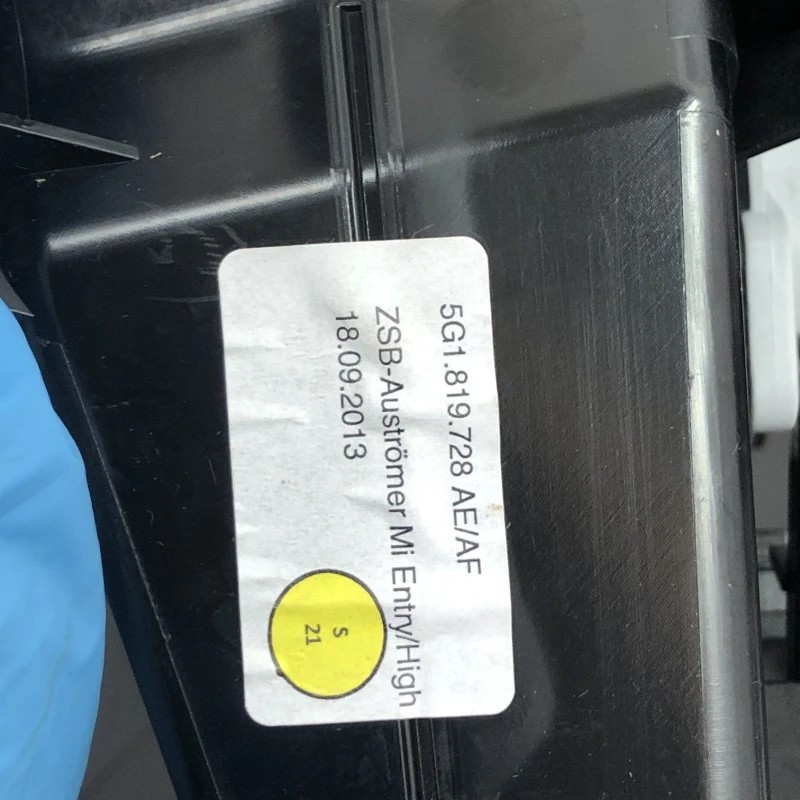 5G1.819.728 AE/AF
ZSB-Auströmer Mi Entry/High
18.09.2013
S
21